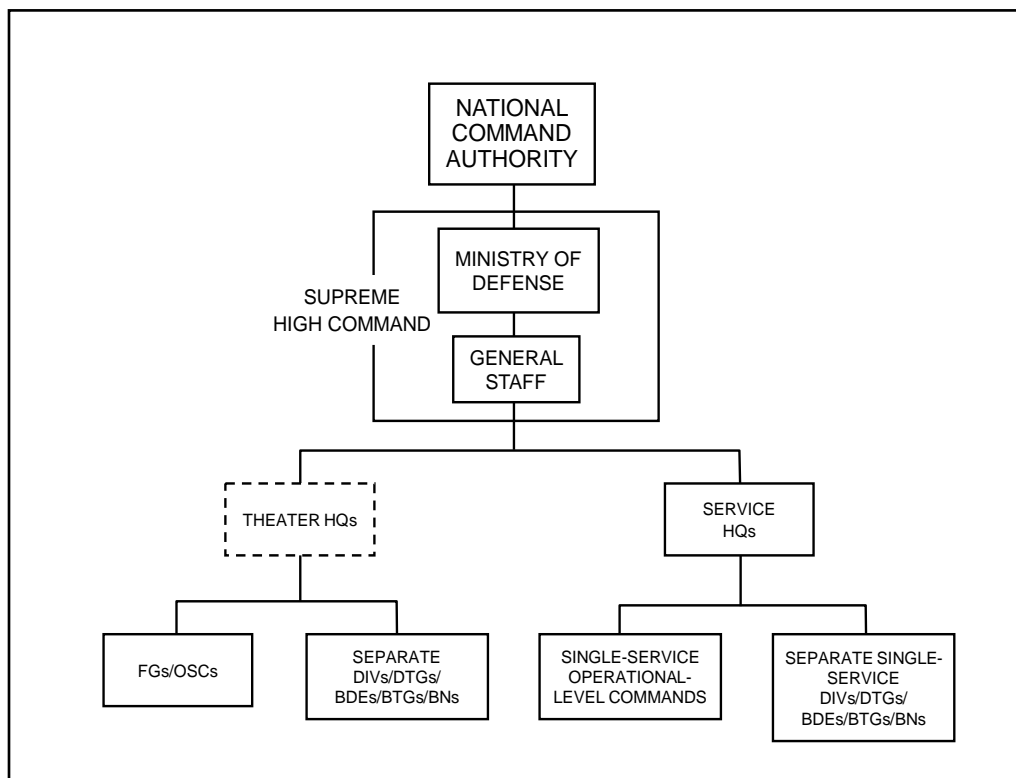 NATIONAL
COMMAND
AUTHORITY
MINISTRY OF
DEFENSE
SUPREME
HIGH COMMAND
GENERAL
STAFF
THEATER HQs
SERVICE
HQs
FGs/OSCs
SEPARATE
DIVs/DTGs/
BDEs/BTGs/BNs
SINGLE-SERVICE
OPERATIONAL-
LEVEL COMMANDS
SEPARATE SINGLE-
SERVICE
DIVs/DTGs/
BDEs/BTGs/BNs